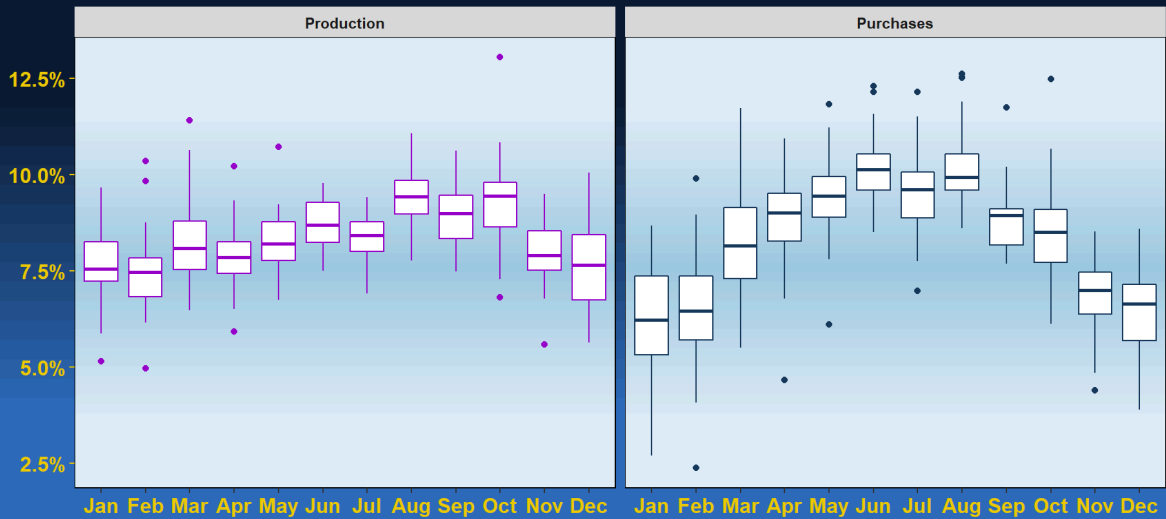 Production Purchases
12.5%
10.0%
7.5%
5.0%
2.5%
Jan Feb Mar Apr May Jun Jul Aug Sep Oct Nov Dec Jan Feb Mar Apr May Jun Jul Aug Sep Oct Nov Dec